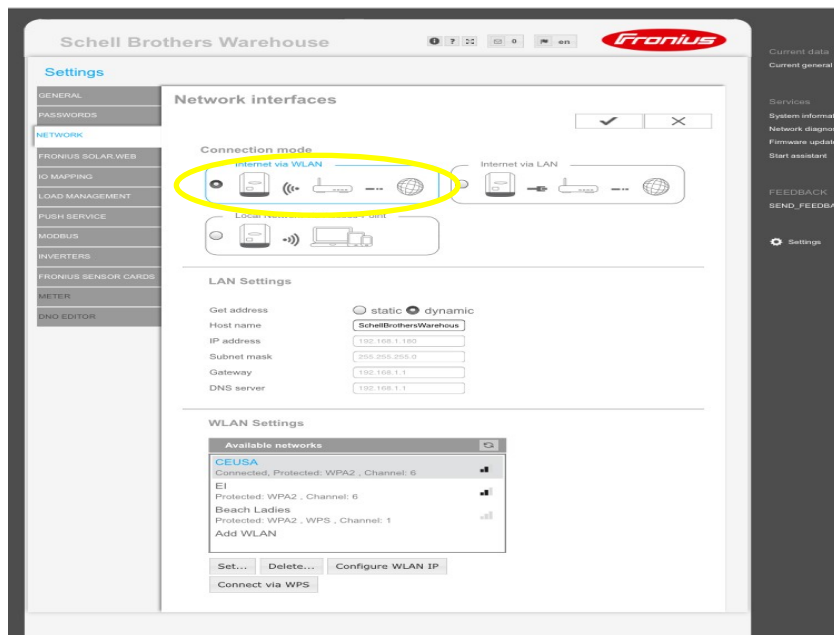 Schell Brothers Warehouse
? 0 en
Fronius
Settings
GENERAL
PASSWORDS
NETWORK
FRONIUS SOLAR.WEB
IO MAPPING
LOAD MANAGEMENT
PUSH SERVICE
MODBUS
INVERTERS
FRONIUS SENSOR CARDS
METER
DNO EDITOR
Network interfaces
Connection mode
Internet via WLAN
Internet via LAN
Local
Point
LAN Settings
Get address static dynamic
Host name SchellBrothersWarehous
IP address 192.168.1.180
Subnet mask 255.255.255.0
Gateway 192.168.1.1
DNS server 192.168.1.1
WLAN Settings
Available networks
CEUSA
Connected, Protected: WPA2 , Channel: 6
EI
Protected: WPA2 , Channel: 6
Beach Ladies
Protected: WPA2 , WPS , Channel: 1
Add WLAN
Set... Delete... Configure WLAN IP
Connect via WPS
Current data
Current general
Services
System informat
Network diagnos
Firmware update
Start assistant
FEEDBACK
SEND_FEEDBA
Settings